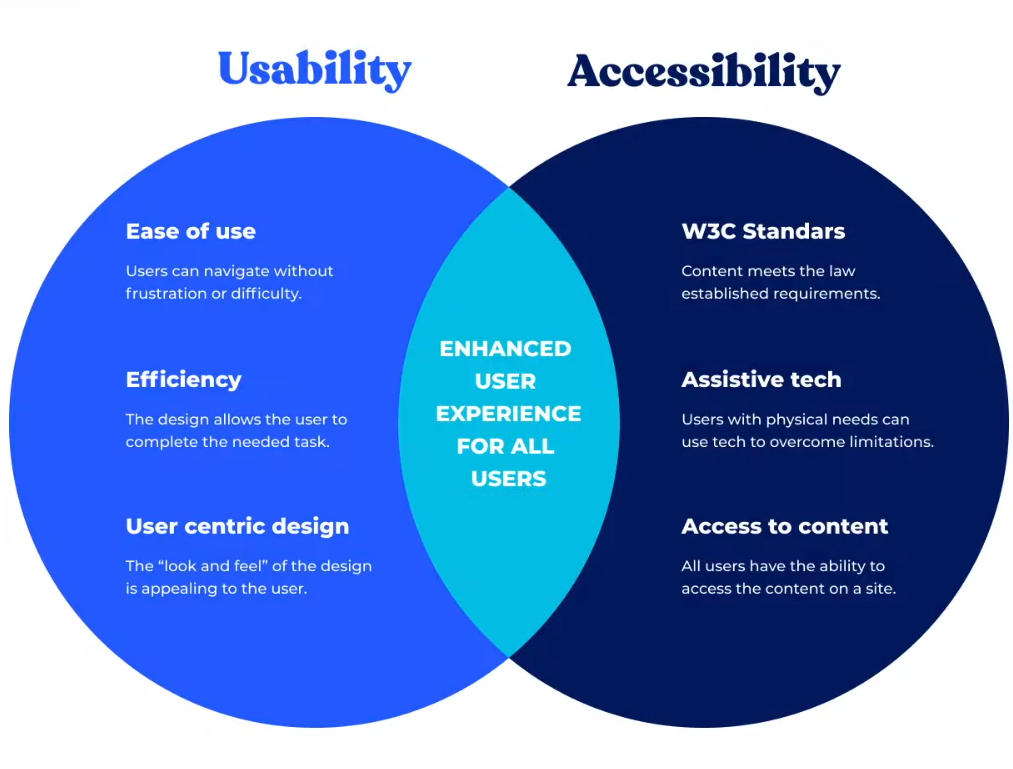 Usability
Accessibility
Ease of use
Users can navigate without
frustration or difficulty.
Efficiency
The design allows the user to
complete the needed task.
User centric design
The “look and feel” of the design
is appealing to the user.
ENHANCED
USER
EXPERIENCE
FOR ALL
USERS
W3C Standars
Content meets the law
established requirements.
Assistive tech
Users with physical needs can
use tech to overcome limitations.
Access to content
All users have the ability to
access the content on a site.